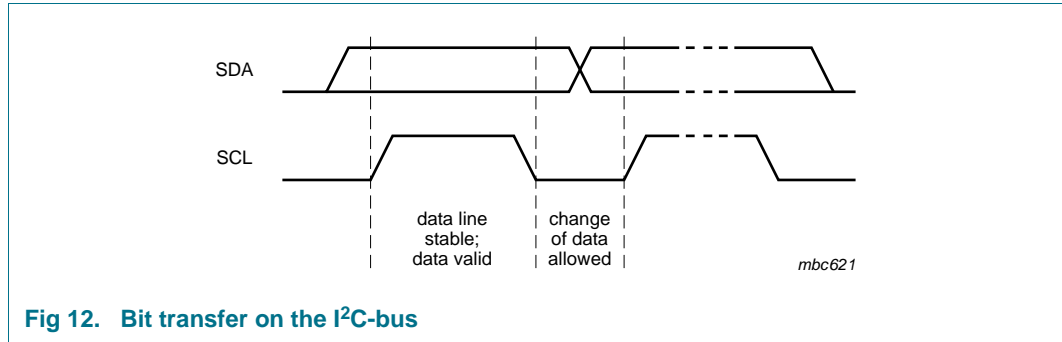 SDA
SCL
data line
stable;
data valid
change
of data
allowed
mbc621
Fig 12. Bit transfer on the I²C-bus